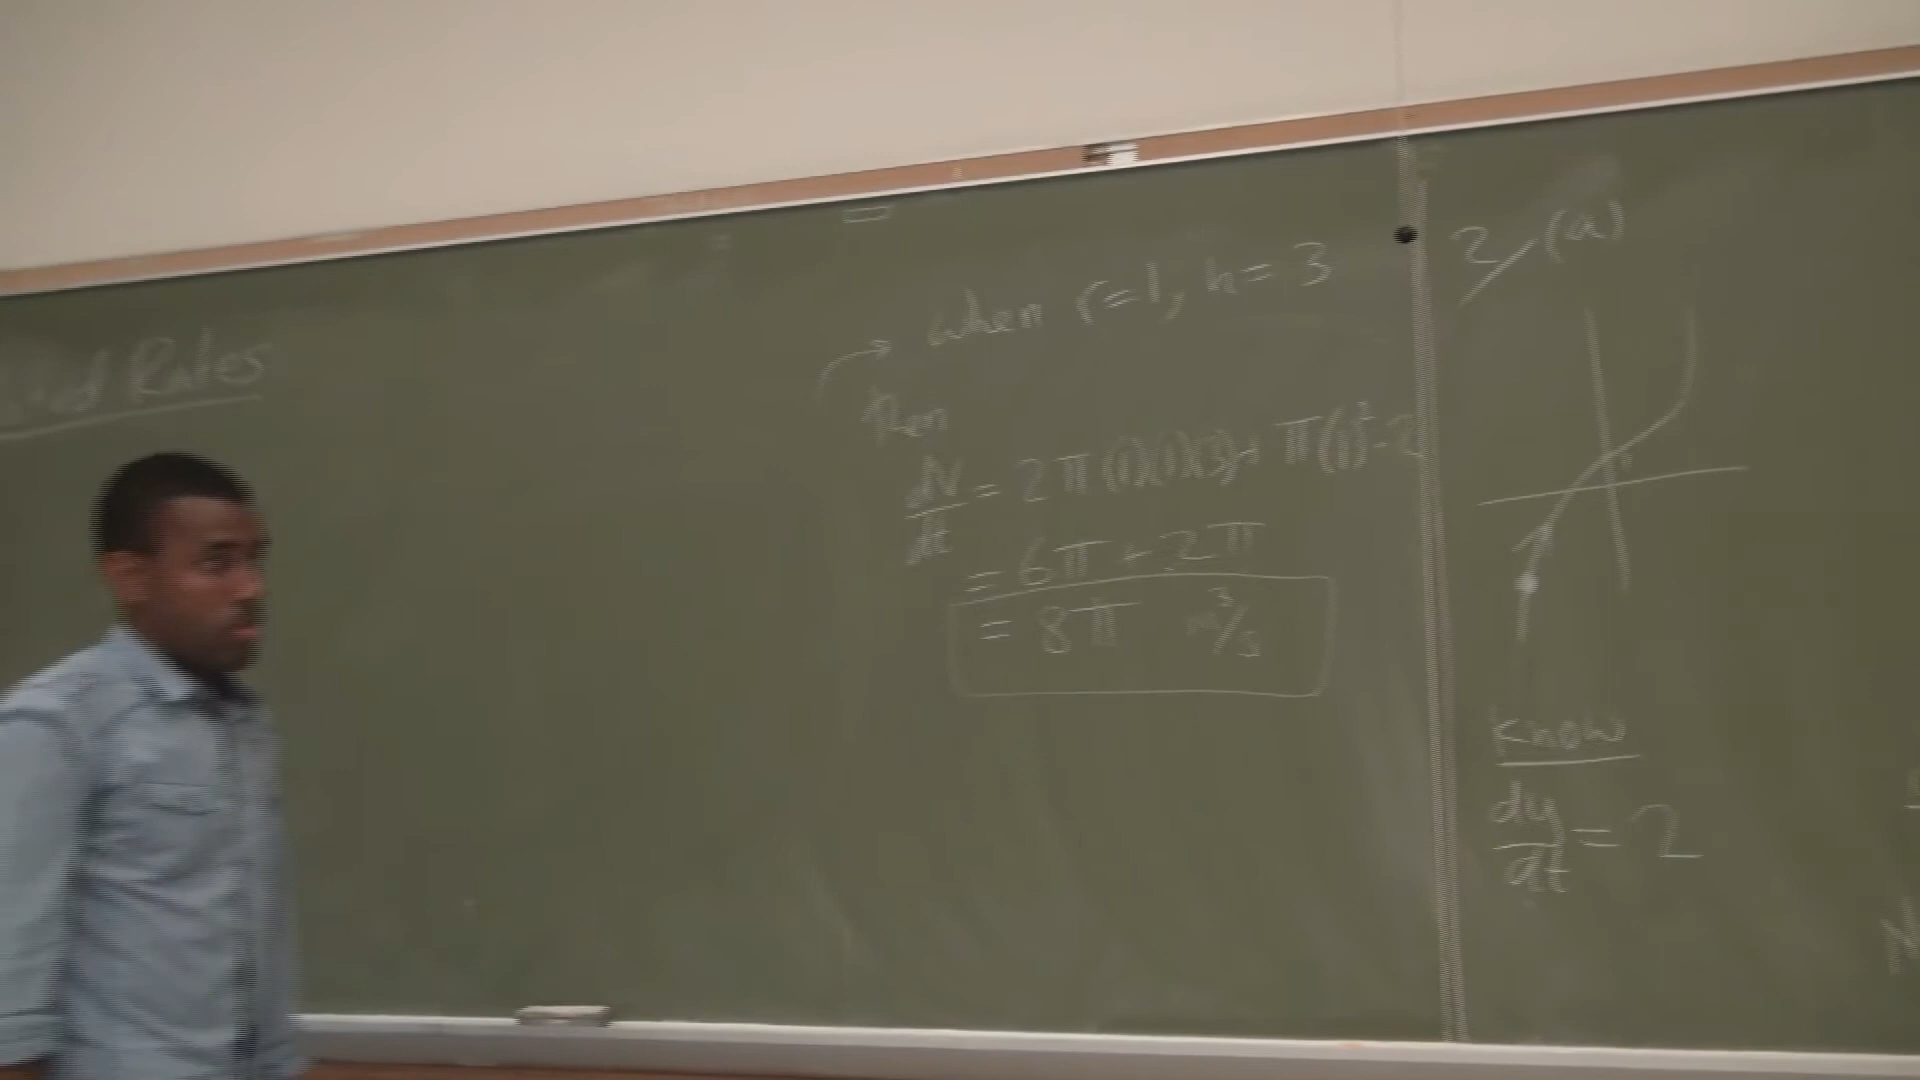 Rates
when r=1, h=3
then
dV/dt = 2π(1)(1)(3)+ π(1)²·2
= 6π + 2π
= 8π m³/s
2/ (a)
Know
dy/dt = 2